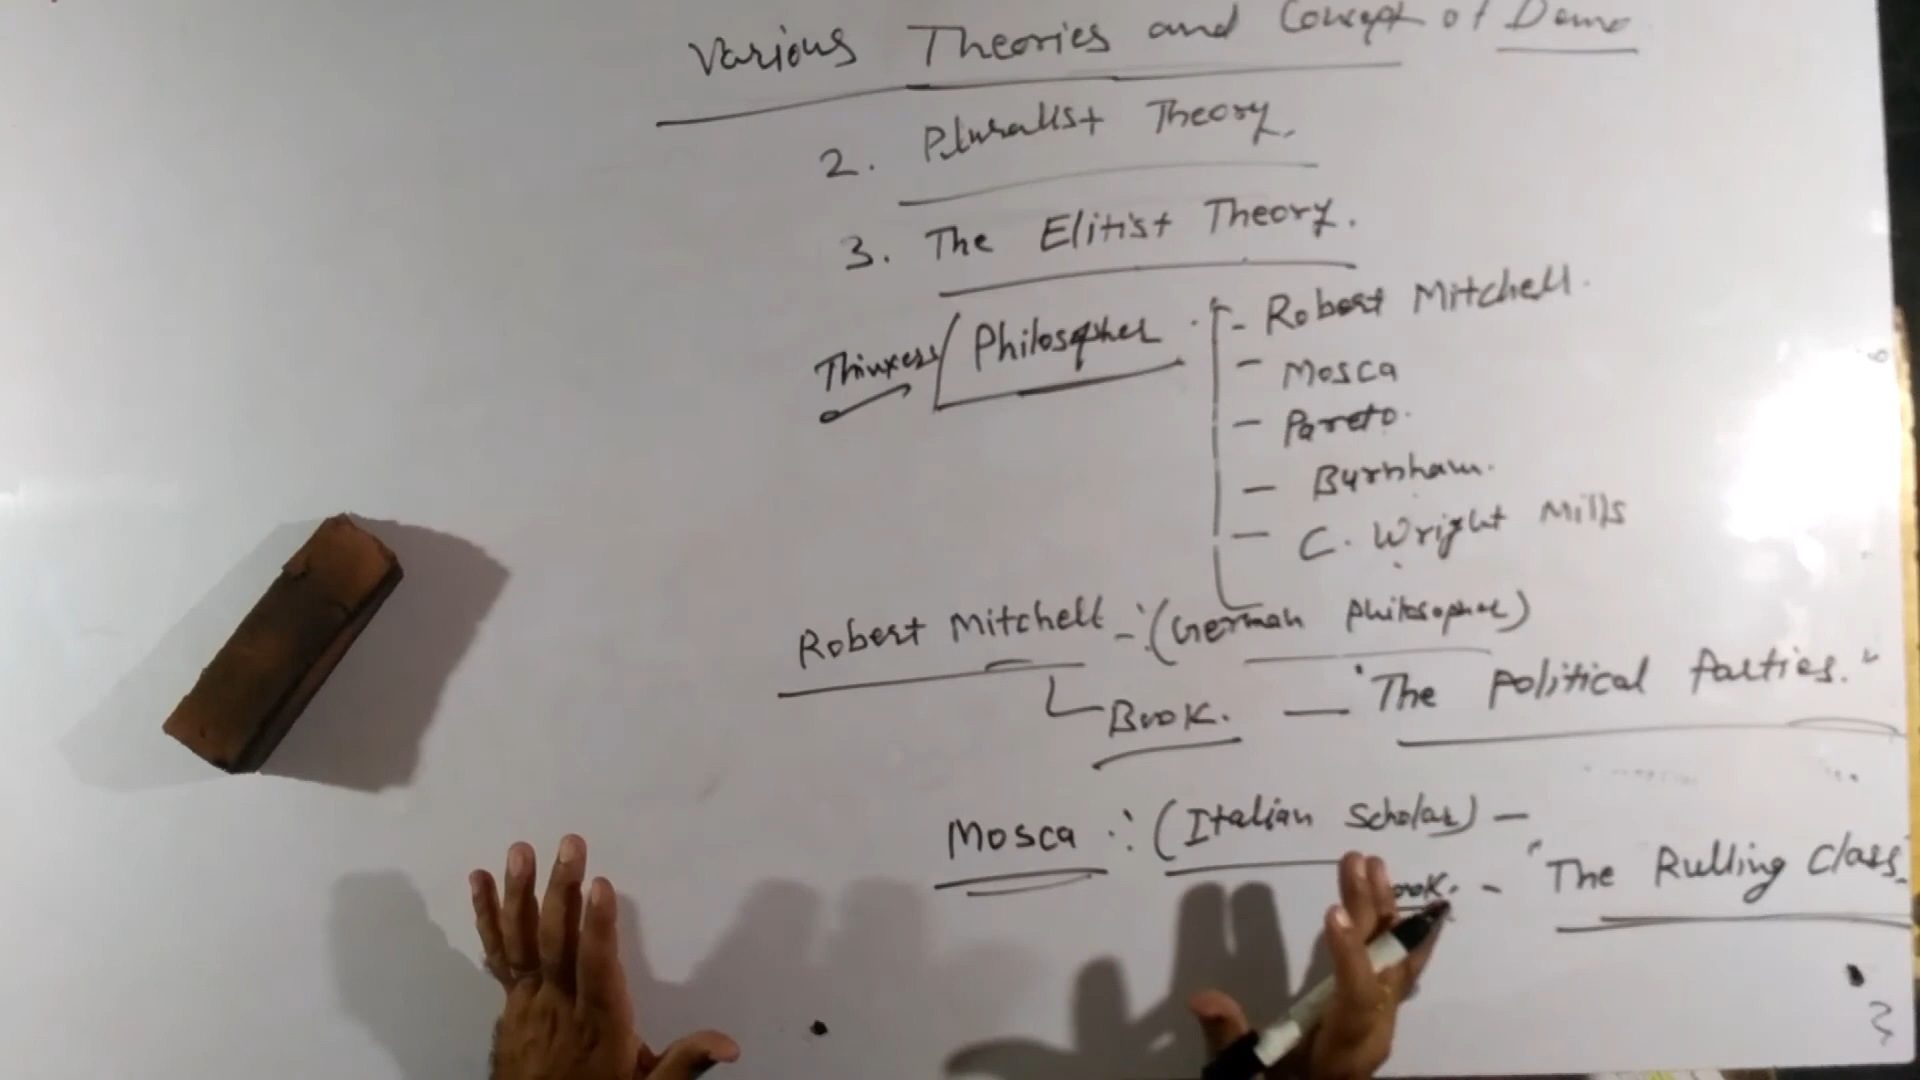 Various Theories and Concept of Demo
2. Pluralist Theory.
3. The Elitist Theory.
Thinkers/ Philosopher - Robert Mitchell.
- Mosca
- Pareto.
- Burnham.
- C. Wright Mills
Robert Mitchell -: (German philosopher)
Book. - "The political Parties."
Mosca :- (Italian Scholar) -
Book. - "The Rulling Class.